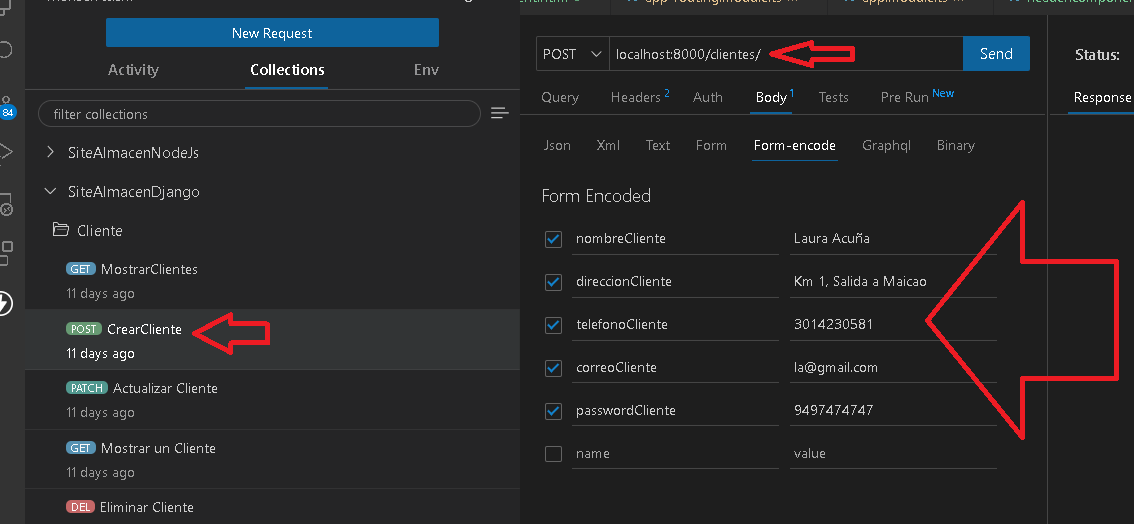 New Request
Activity Collections Env
filter collections
84
SiteAlmacenNodeJs
SiteAlmacenDjango
Cliente
GET MostrarClientes
11 days ago
POST CrearCliente
11 days ago
PATCH Actualizar Cliente
11 days ago
GET Mostrar un Cliente
11 days ago
DEL Eliminar Cliente
POST localhost:8000/clientes/ Send
Query Headers 2 Auth Body 1 Tests Pre Run New
Json Xml Text Form Form-encode Graphql Binary
Form Encoded
nombreCliente Laura Acuña
direccionCliente Km 1, Salida a Maicao
telefonoCliente 3014230581
correoCliente la@gmail.com
passwordCliente 9497474747
name value
Status:
Response